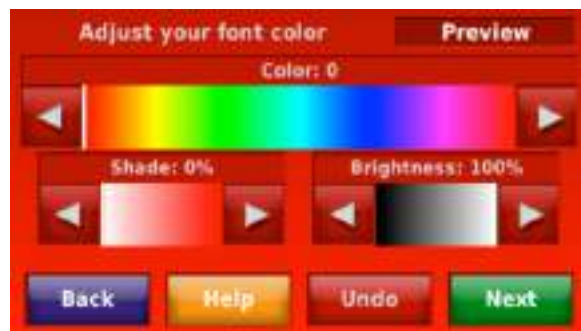 Adjust your font color Preview
Color: 0
Shade: 0% Brightness: 100%
Back Help Undo Next